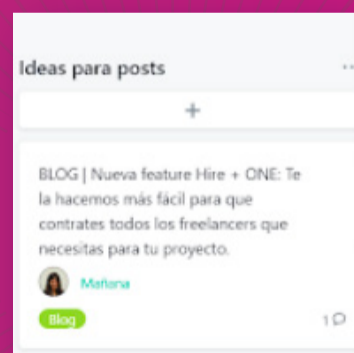 Ideas para posts
BLOG | Nueva feature Hire + ONE: Te
la hacemos más fácil para que
contrates todos los freelancers que
necesitas para tu proyecto.
Mañana
Blog
1